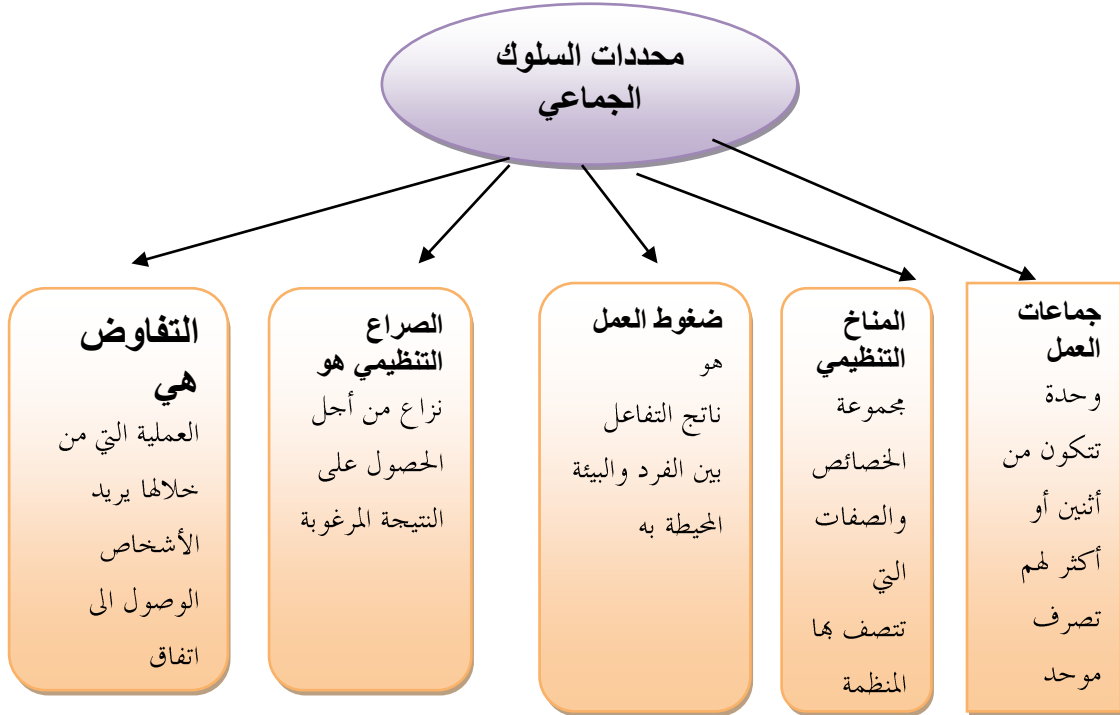 محددات السلوك
الجماعي
جماعات
العمل
وحدة
تتكون من
أثنين أو
أكثر لهم
تصرف
موحد
المناخ
التنظيمي
مجموعة
الخصائص
والصفات
التي
تتصف بها
المنظمة
ضغوط العمل
هو
ناتج التفاعل
بين الفرد والبيئة
المحيطة به
الصراع
التنظيمي هو
نزاع من أجل
الحصول على
النتيجة المرغوبة
التفاوض
هي
العملية التي من
خلالها يريد
الأشخاص
الوصول الى
اتفاق